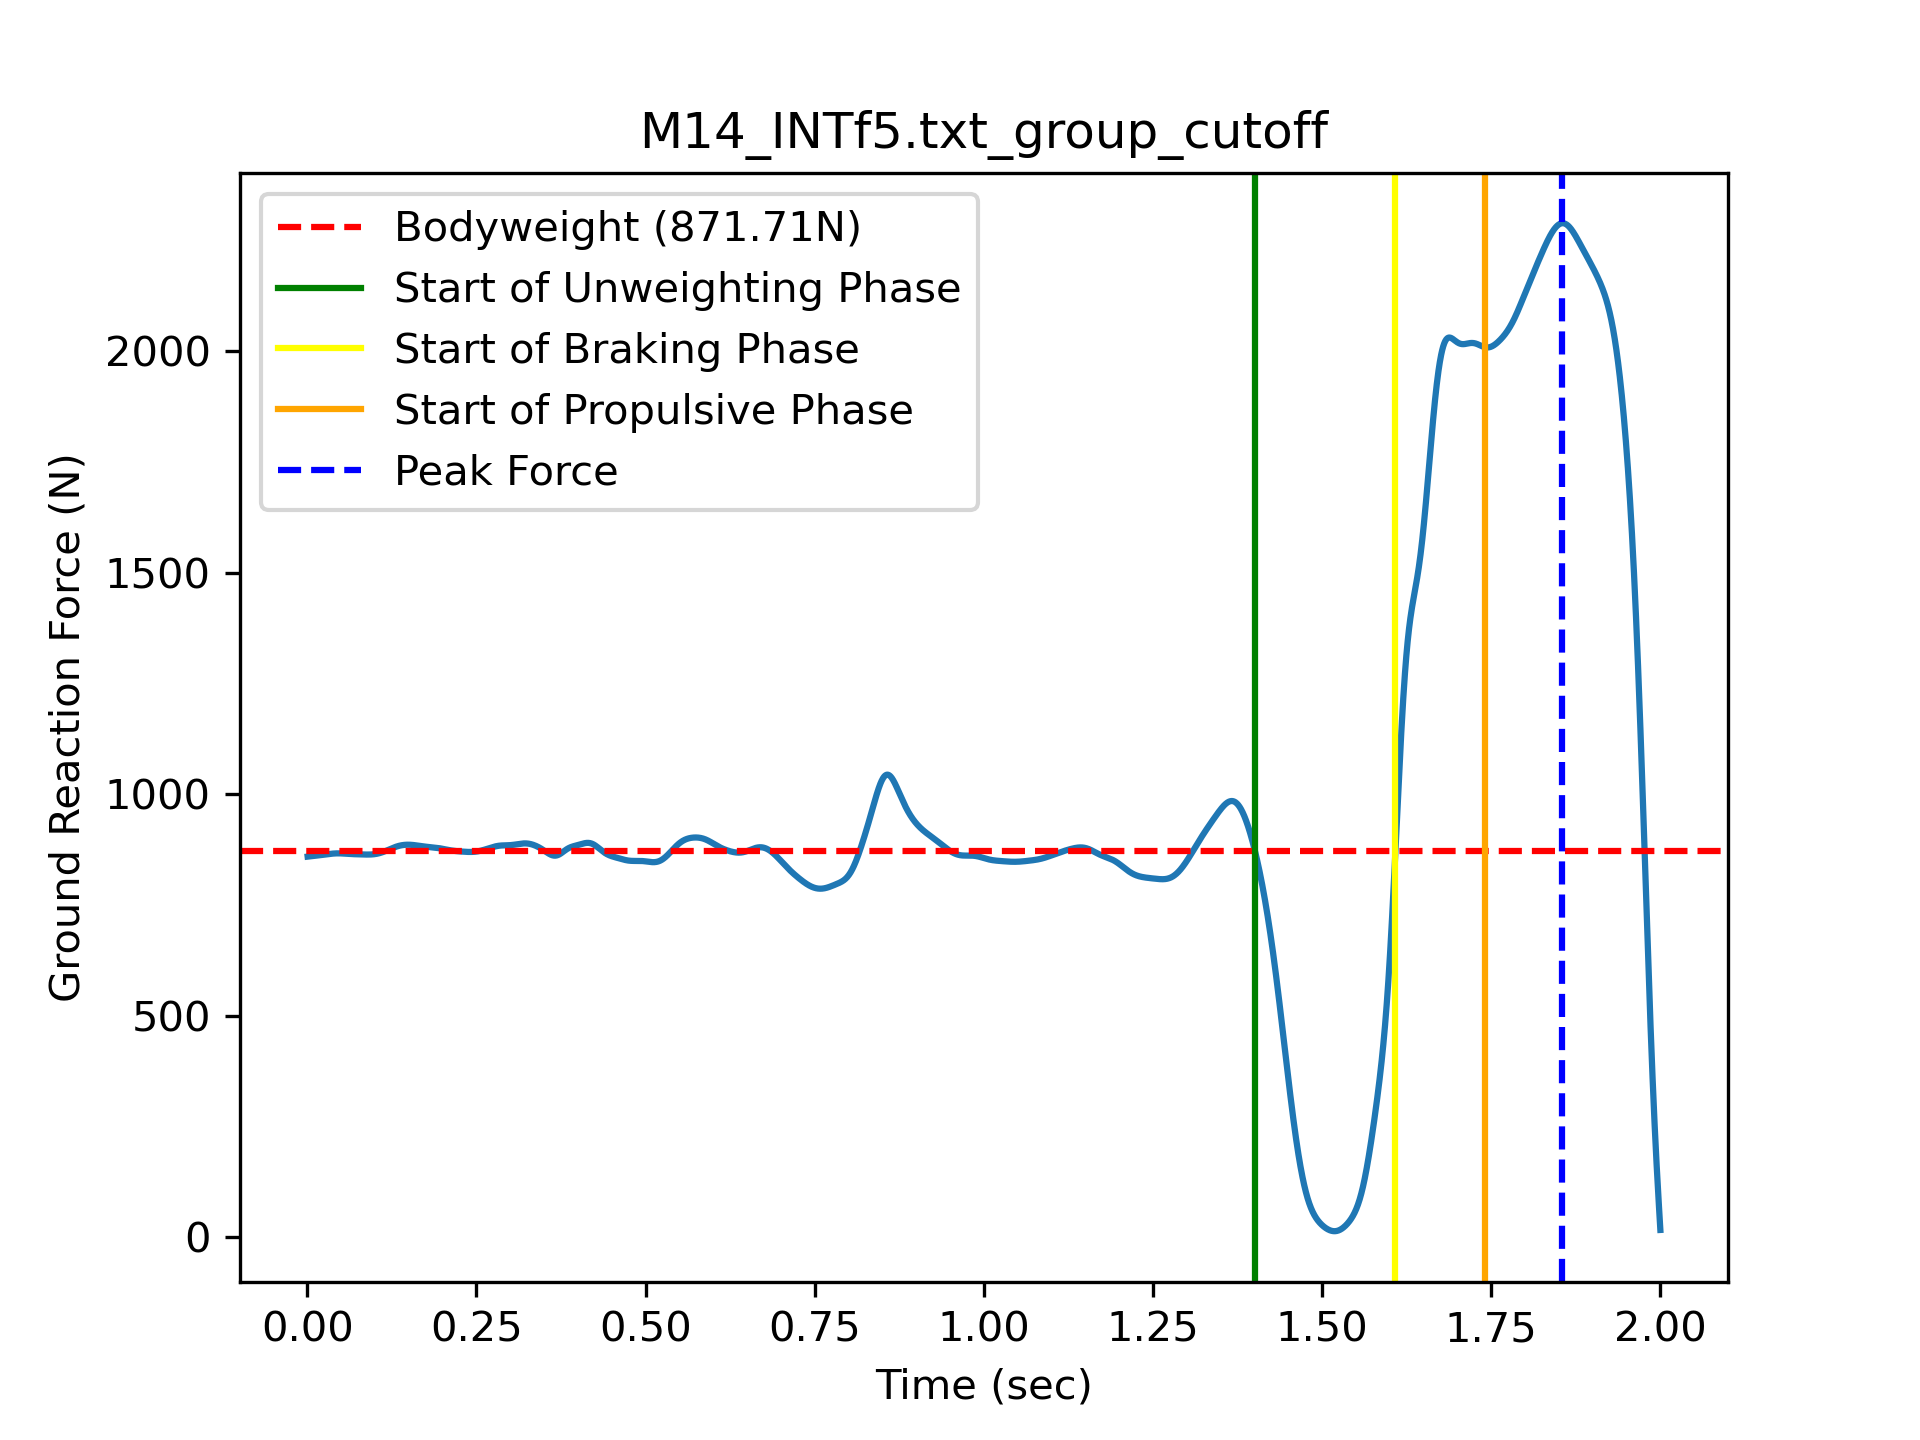 M14_INTf5.txt_group_cutoff
Bodyweight (871.71N)
Start of Unweighting Phase
Start of Braking Phase
Start of Propulsive Phase
Peak Force
Ground Reaction Force (N)
2000
1500
1000
500
0
0.00 0.25 0.50 0.75 1.00 1.25 1.50 1.75 2.00
Time (sec)